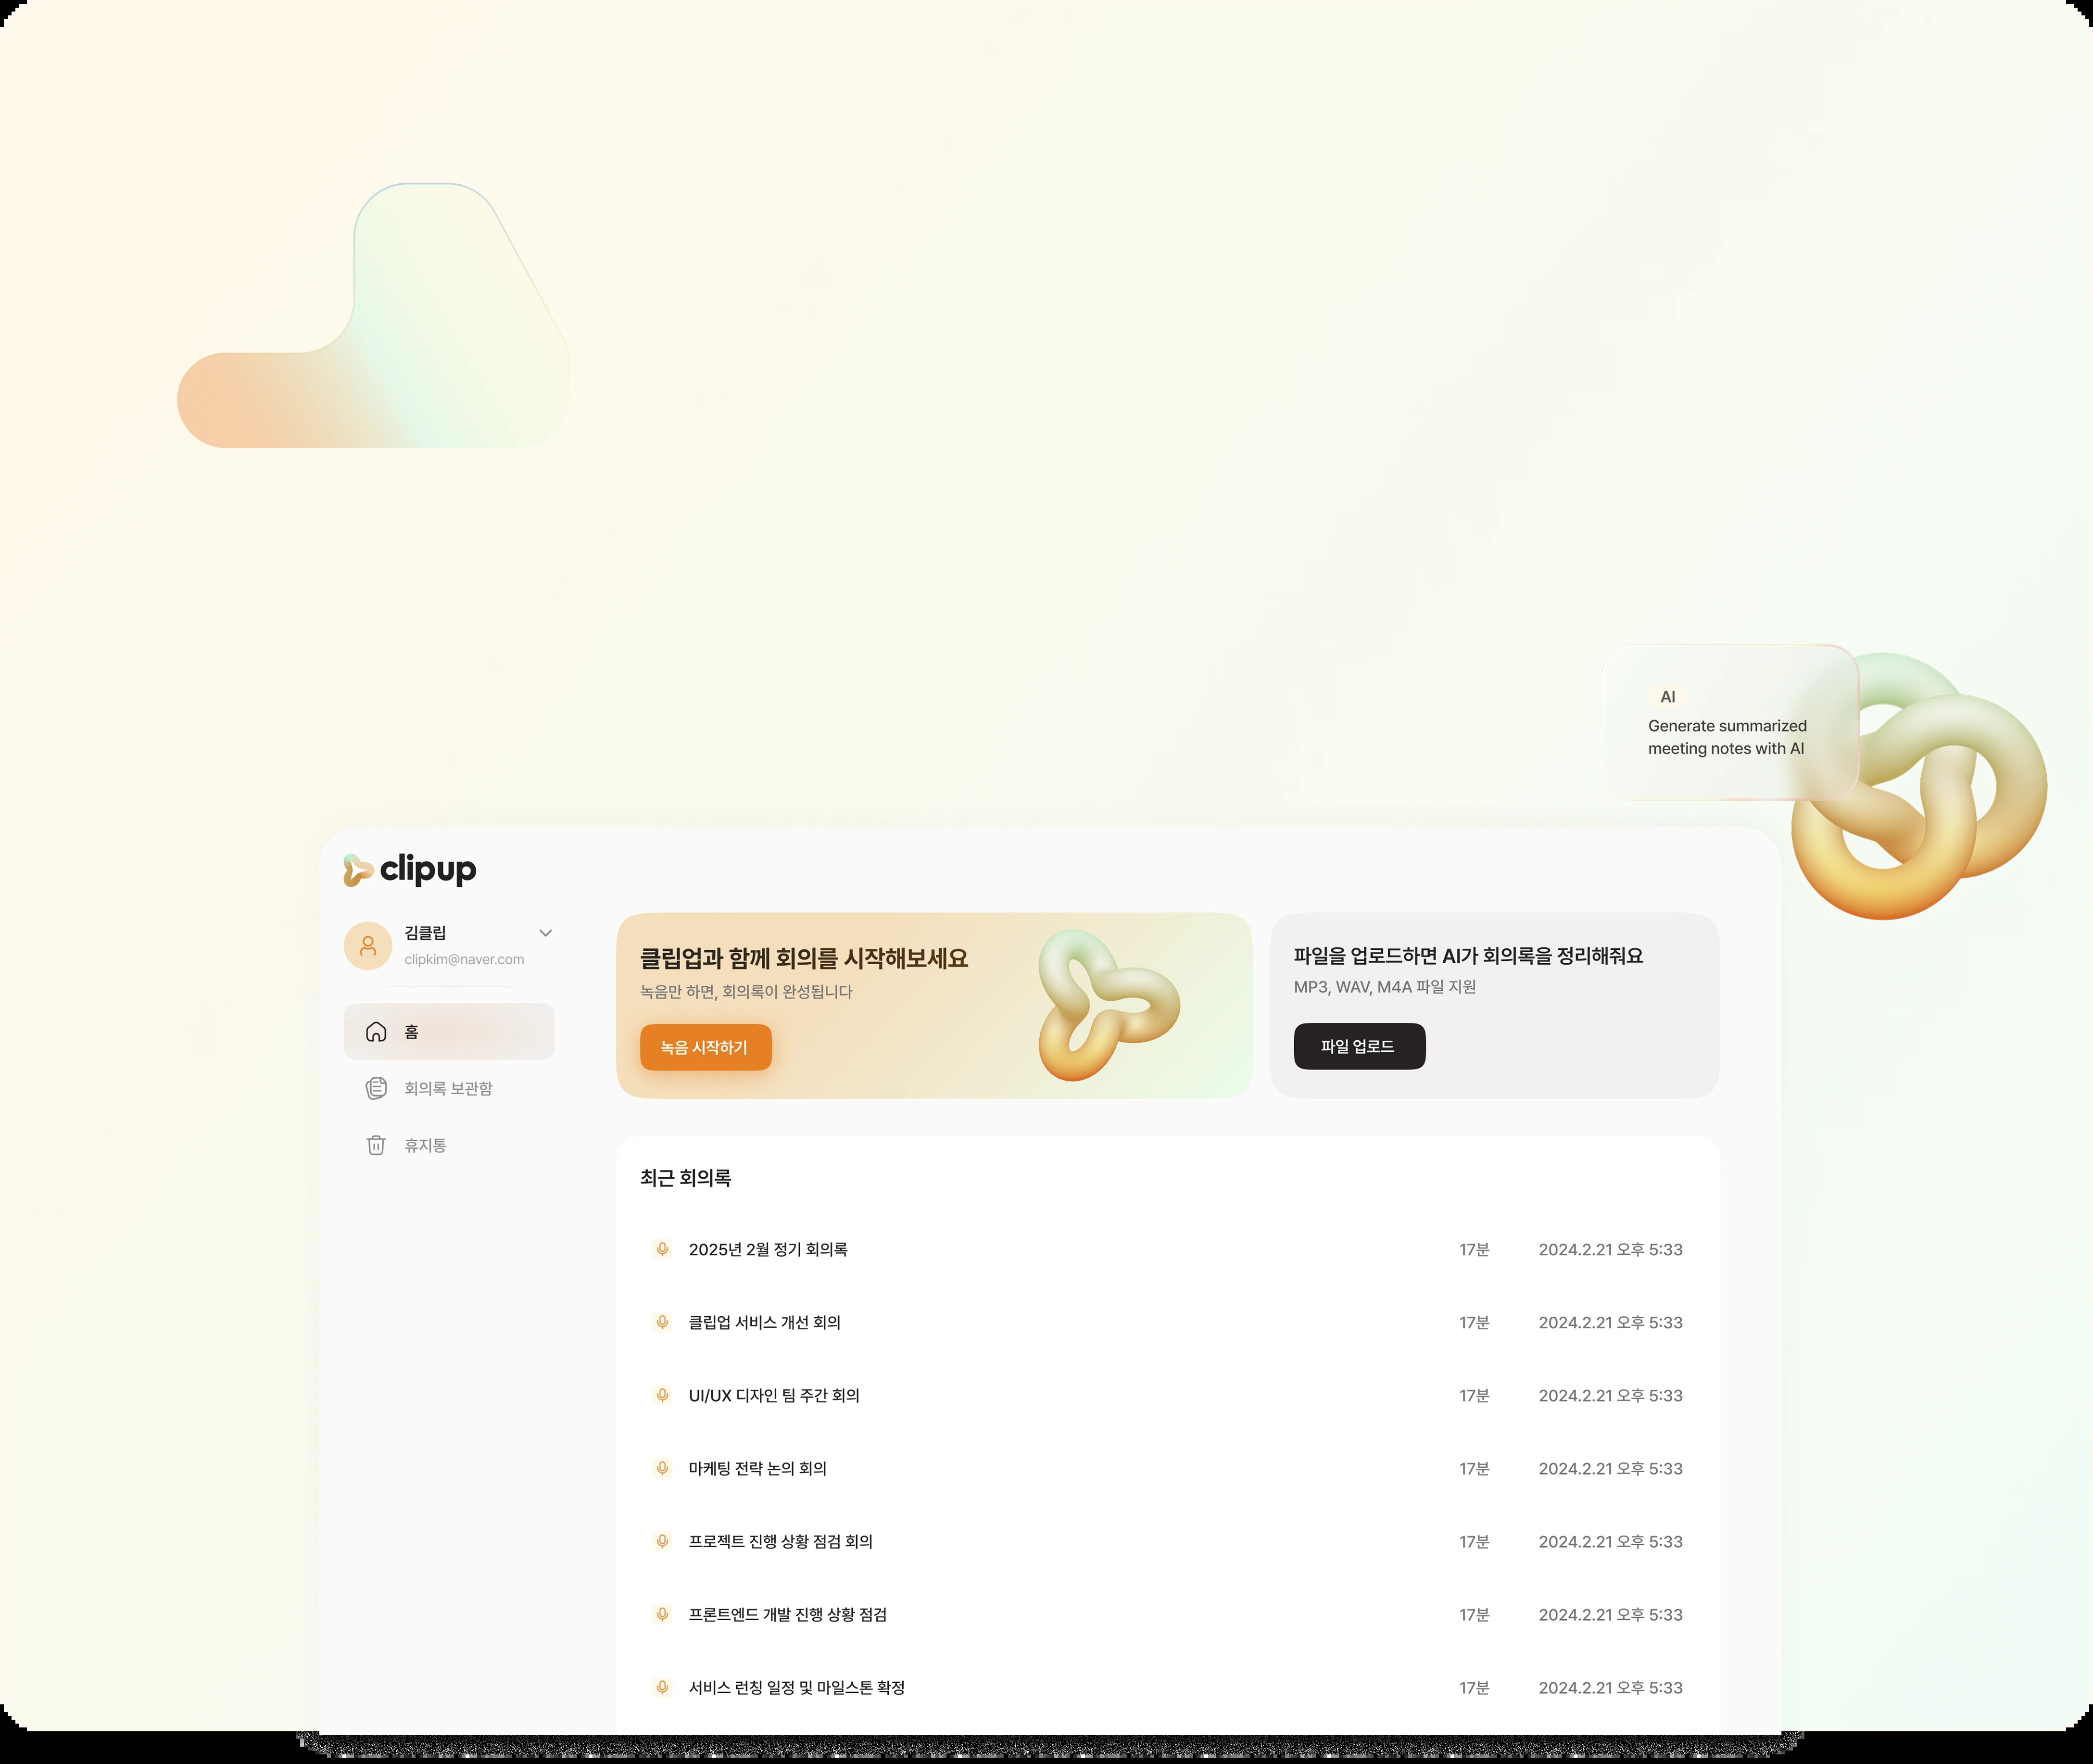 AI
Generate summarized
meeting notes with AI
clipup
김클립
clipkim@naver.com
홈
회의록 보관함
휴지통
클립업과 함께 회의를 시작해보세요
녹음만 하면, 회의록이 완성됩니다
녹음 시작하기
파일을 업로드하면 AI가 회의록을 정리해줘요
MP3, WAV, M4A 파일 지원
파일 업로드
최근 회의록
2025년 2월 정기 회의록 17분 2024.2.21 오후 5:33
클립업 서비스 개선 회의 17분 2024.2.21 오후 5:33
UI/UX 디자인 팀 주간 회의 17분 2024.2.21 오후 5:33
마케팅 전략 논의 회의 17분 2024.2.21 오후 5:33
프로젝트 진행 상황 점검 회의 17분 2024.2.21 오후 5:33
프론트엔드 개발 진행 상황 점검 17분 2024.2.21 오후 5:33
서비스 런칭 일정 및 마일스톤 확정 17분 2024.2.21 오후 5:33